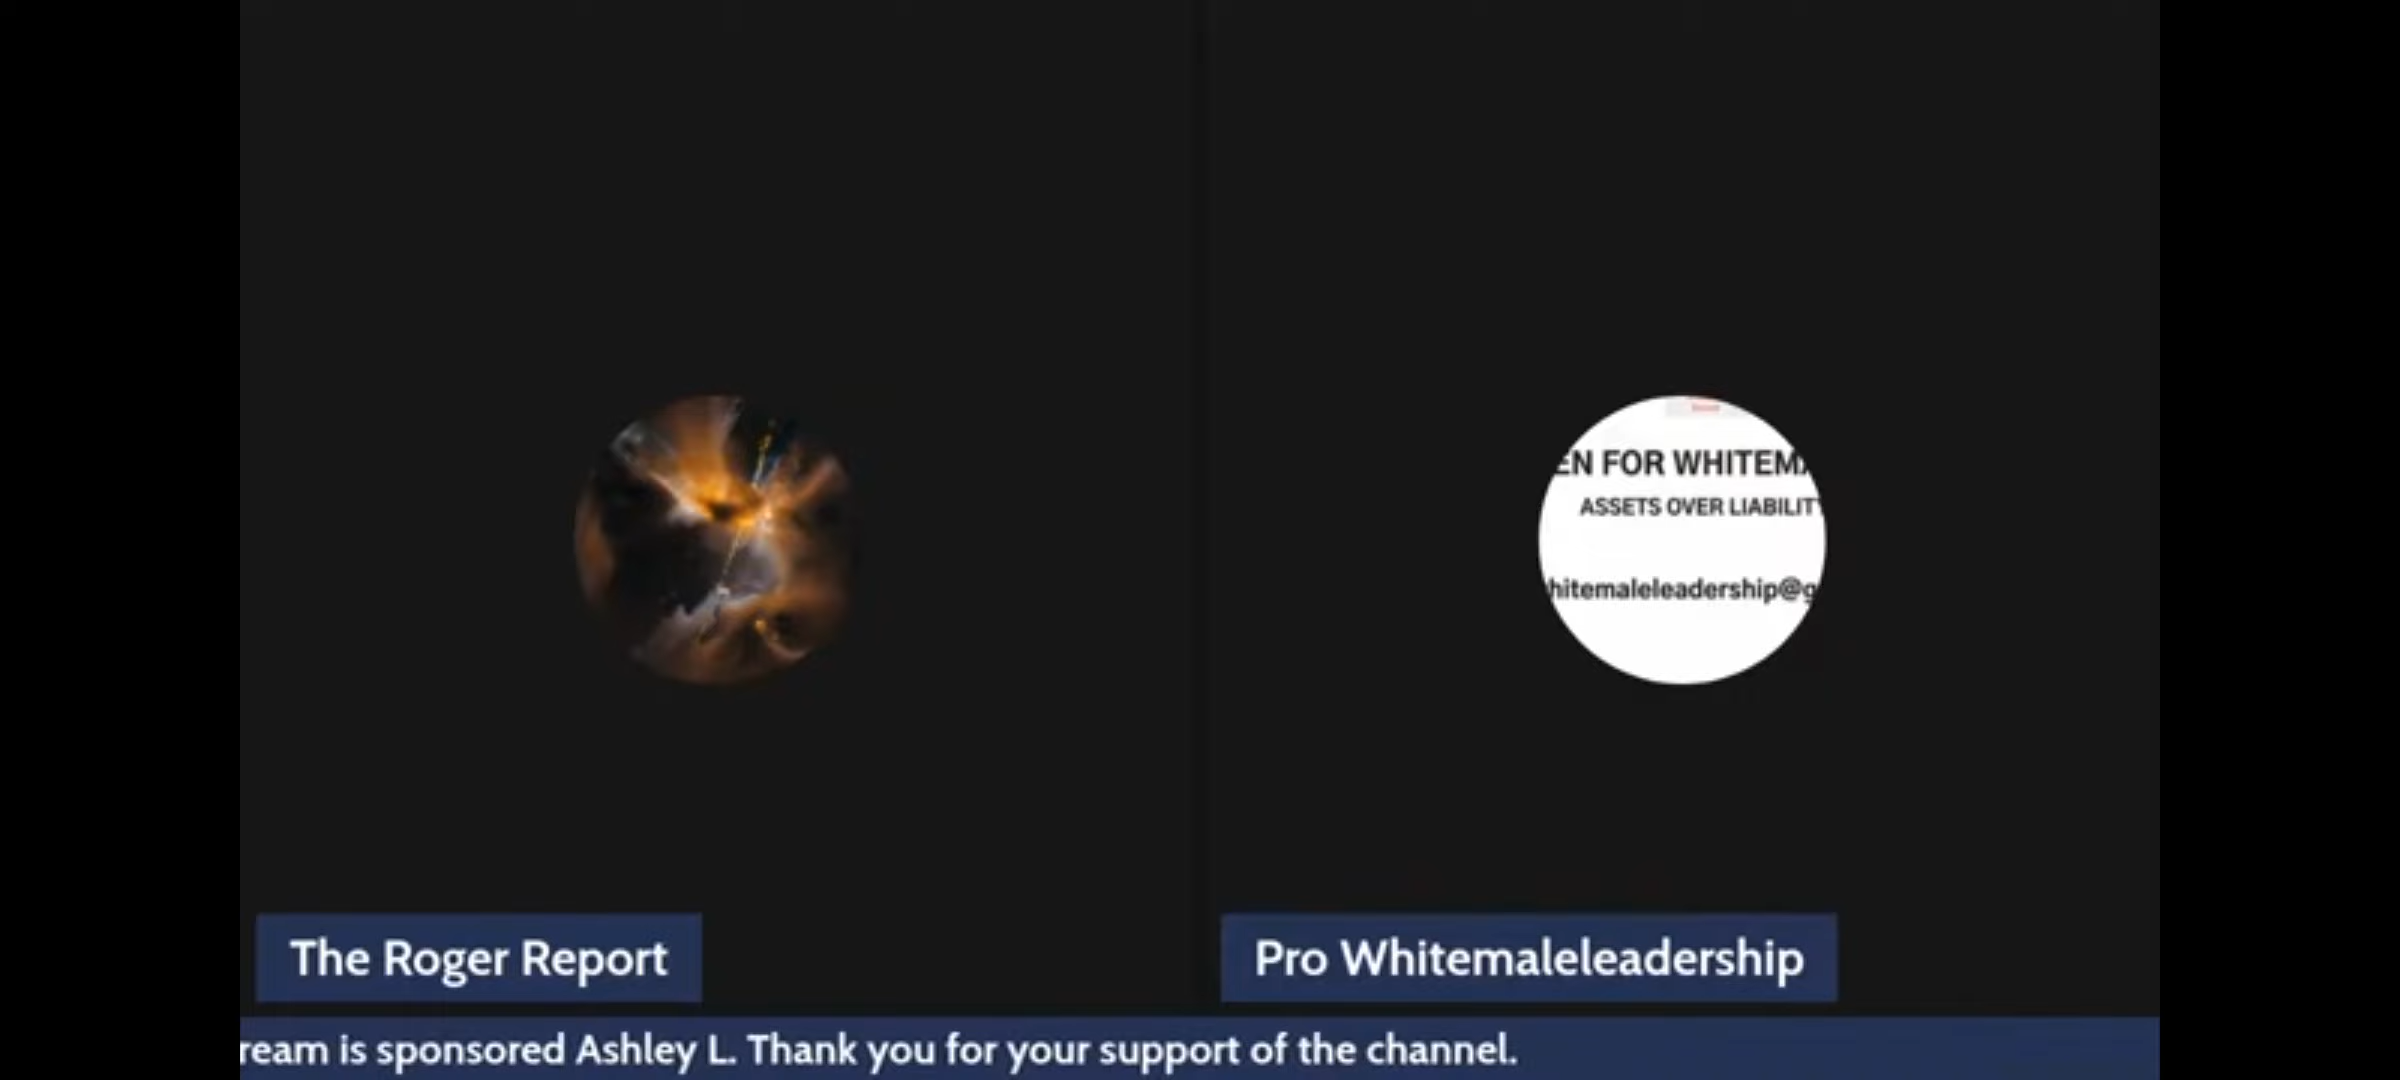 EN FOR WHITEM
ASSETS OVER LIABILIT
hitemaleleadership@g
The Roger Report
Pro Whitemaleleadership
ream is sponsored Ashley L. Thank you for your support of the channel.